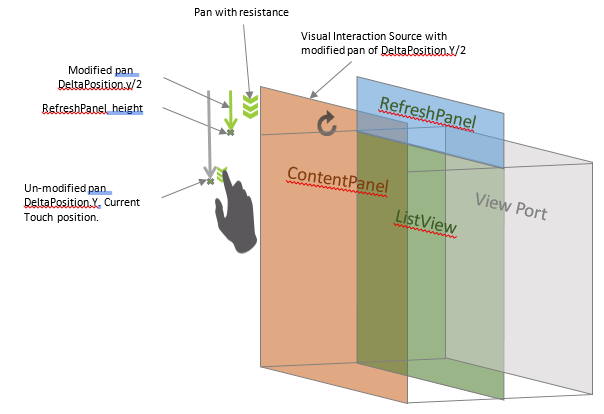 Pan with resistance
Visual Interaction Source with
modified pan of DeltaPosition.Y/2
Modified pan
DeltaPosition.y/2
RefreshPanel height
RefreshPanel
ContentPanel
Un-modified pan
DeltaPosition.Y. Current
Touch position.
ListView
View Port